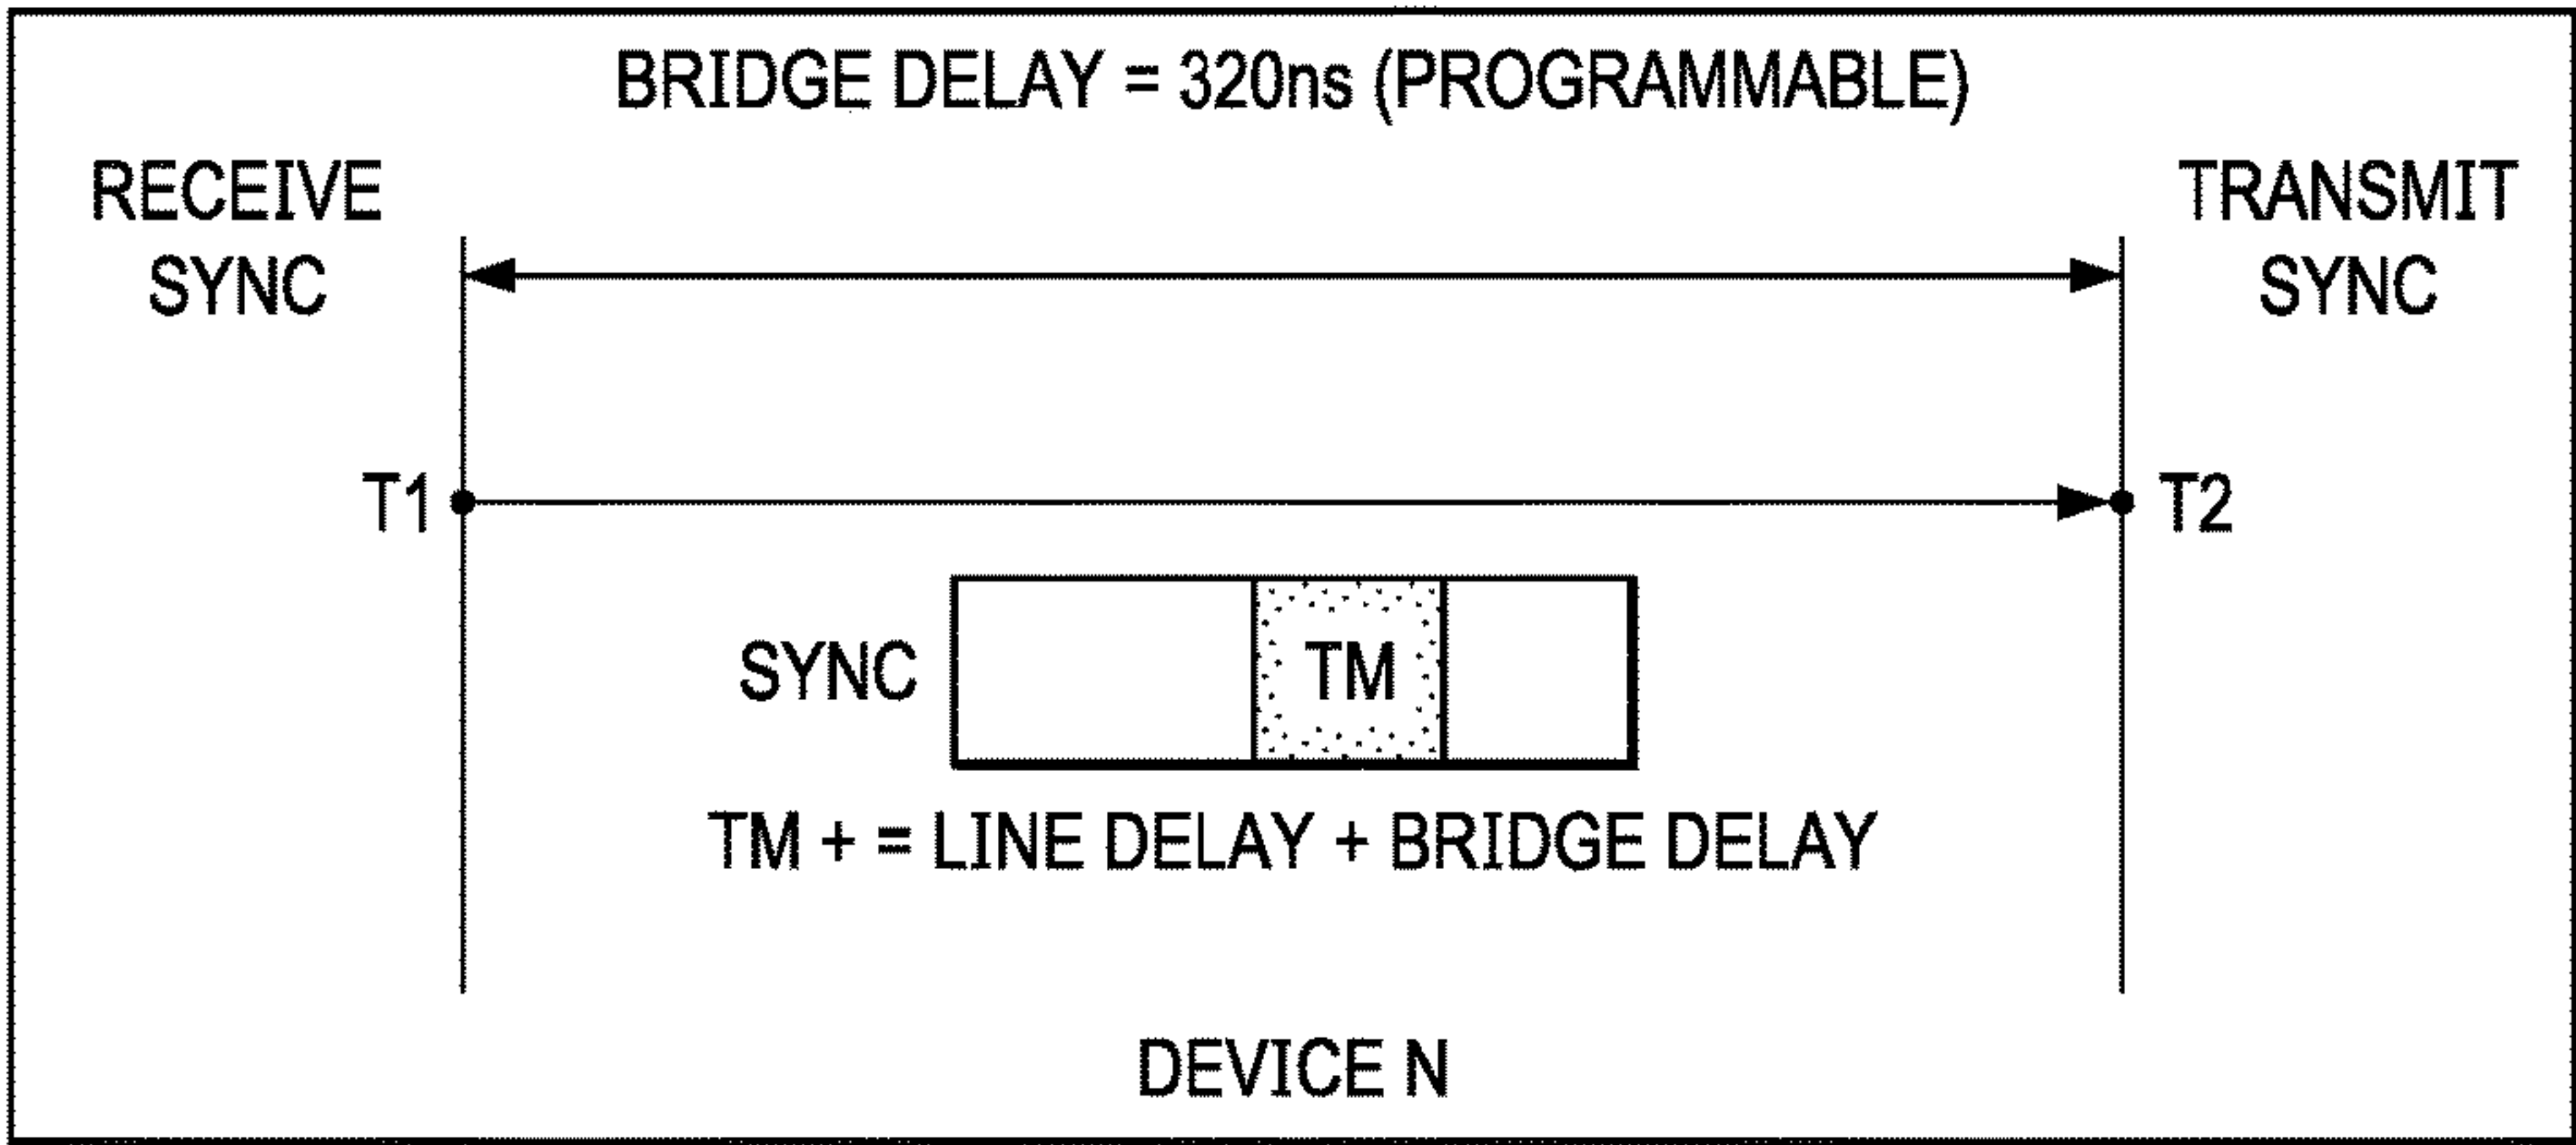 BRIDGE DELAY = 320ns (PROGRAMMABLE)
RECEIVE
SYNC
TRANSMIT
SYNC
T1
T2
SYNC
TM
TM + = LINE DELAY + BRIDGE DELAY
DEVICE N